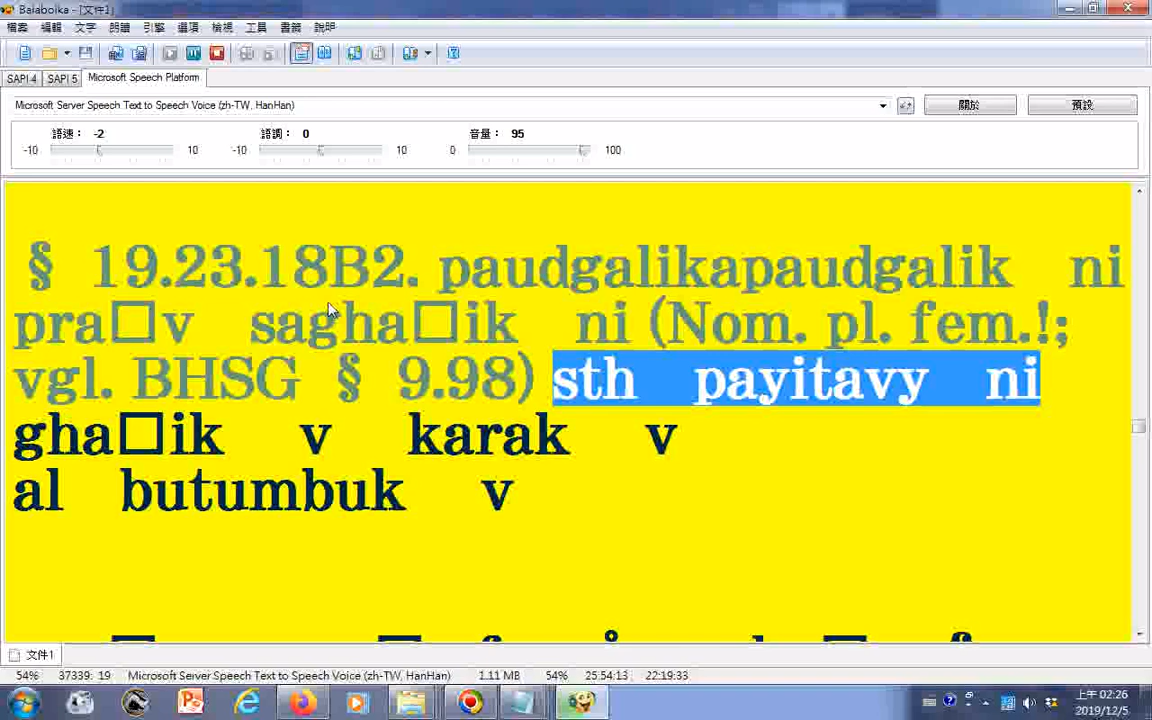 Balabolka - [文件1]
檔案 編輯 文字 朗讀 引擎 選項 檢視 工具 書籤 說明
SAPI 4 SAPI 5 Microsoft Speech Platform
Microsoft Server Speech Text to Speech Voice (zh-TW, HanHan) 關於 預設
語速： -2 語調： 0 音量： 95
-10 10 -10 10 0 100
§ 19.23.18B2. paudgalikapaudgalik ni
pra□v sagha□ik ni (Nom. pl. fem.!;
vgl. BHSG § 9.98) sth payitavy ni
gha□ik v karak v
al butumbuk v
文件1
54% 37339: 19 Microsoft Server Speech Text to Speech Voice (zh-TW, HanHan) 1.11 MB 54% 25:54:13 22:19:33
上午 02:26
2019/12/5